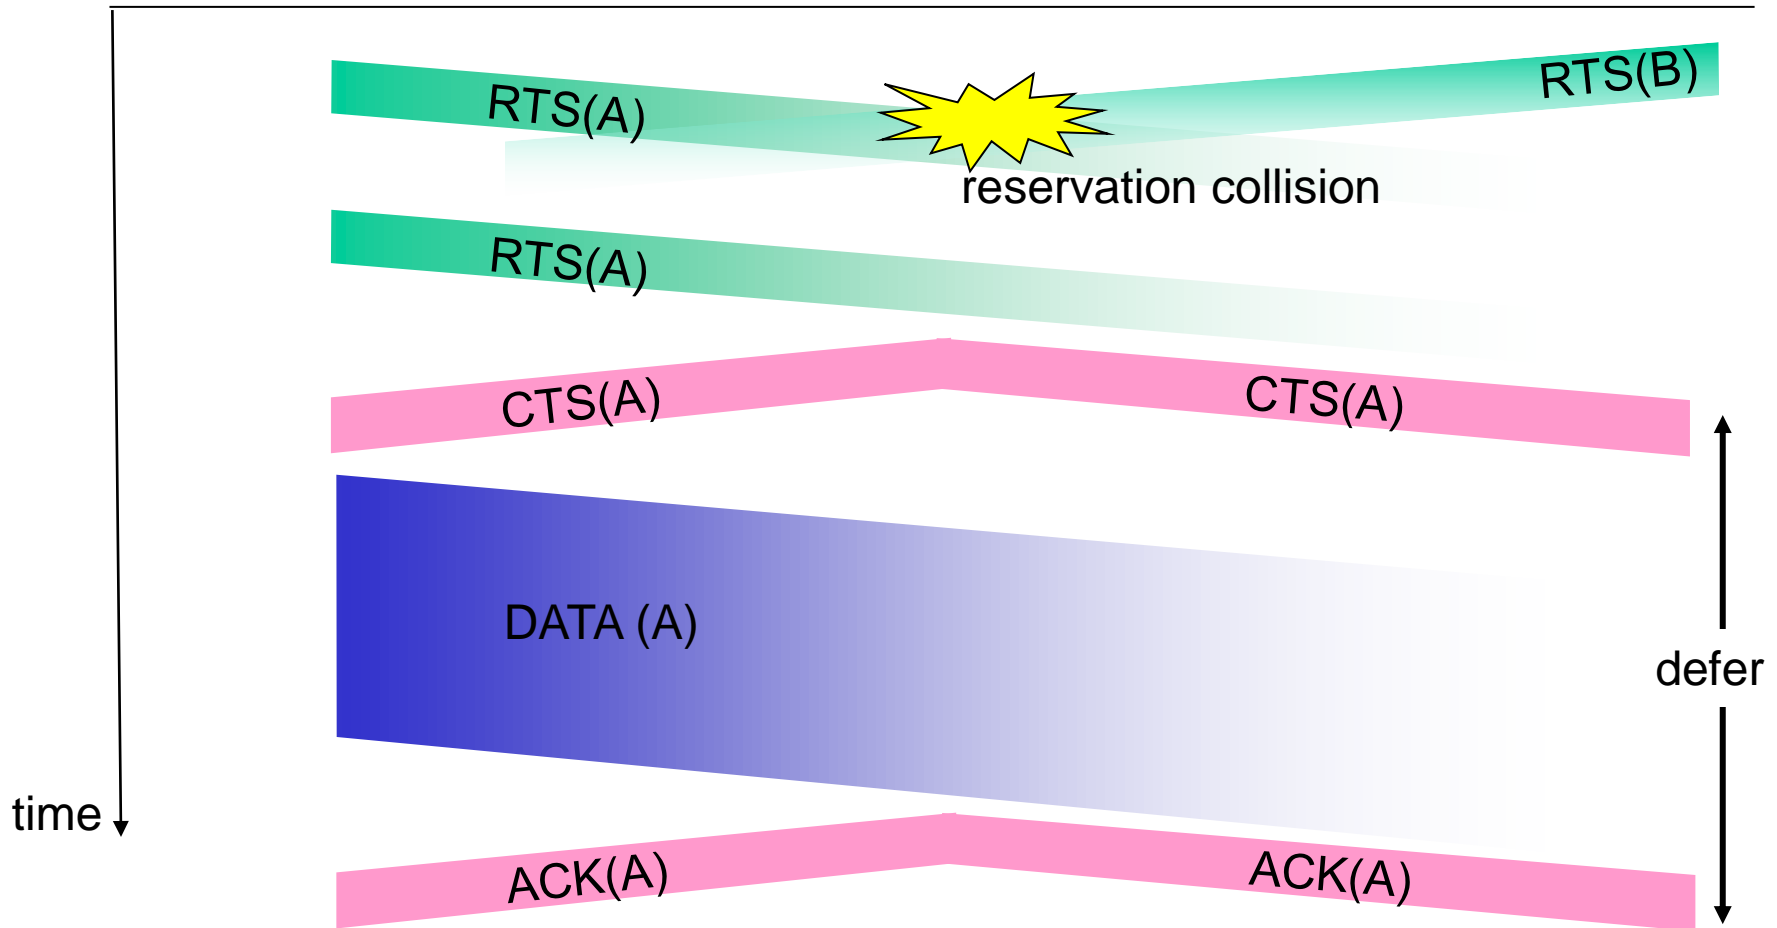 RTS(A)
RTS(B)
reservation collision
RTS(A)
CTS(A)
CTS(A)
DATA (A)
defer
time
ACK(A)
ACK(A)